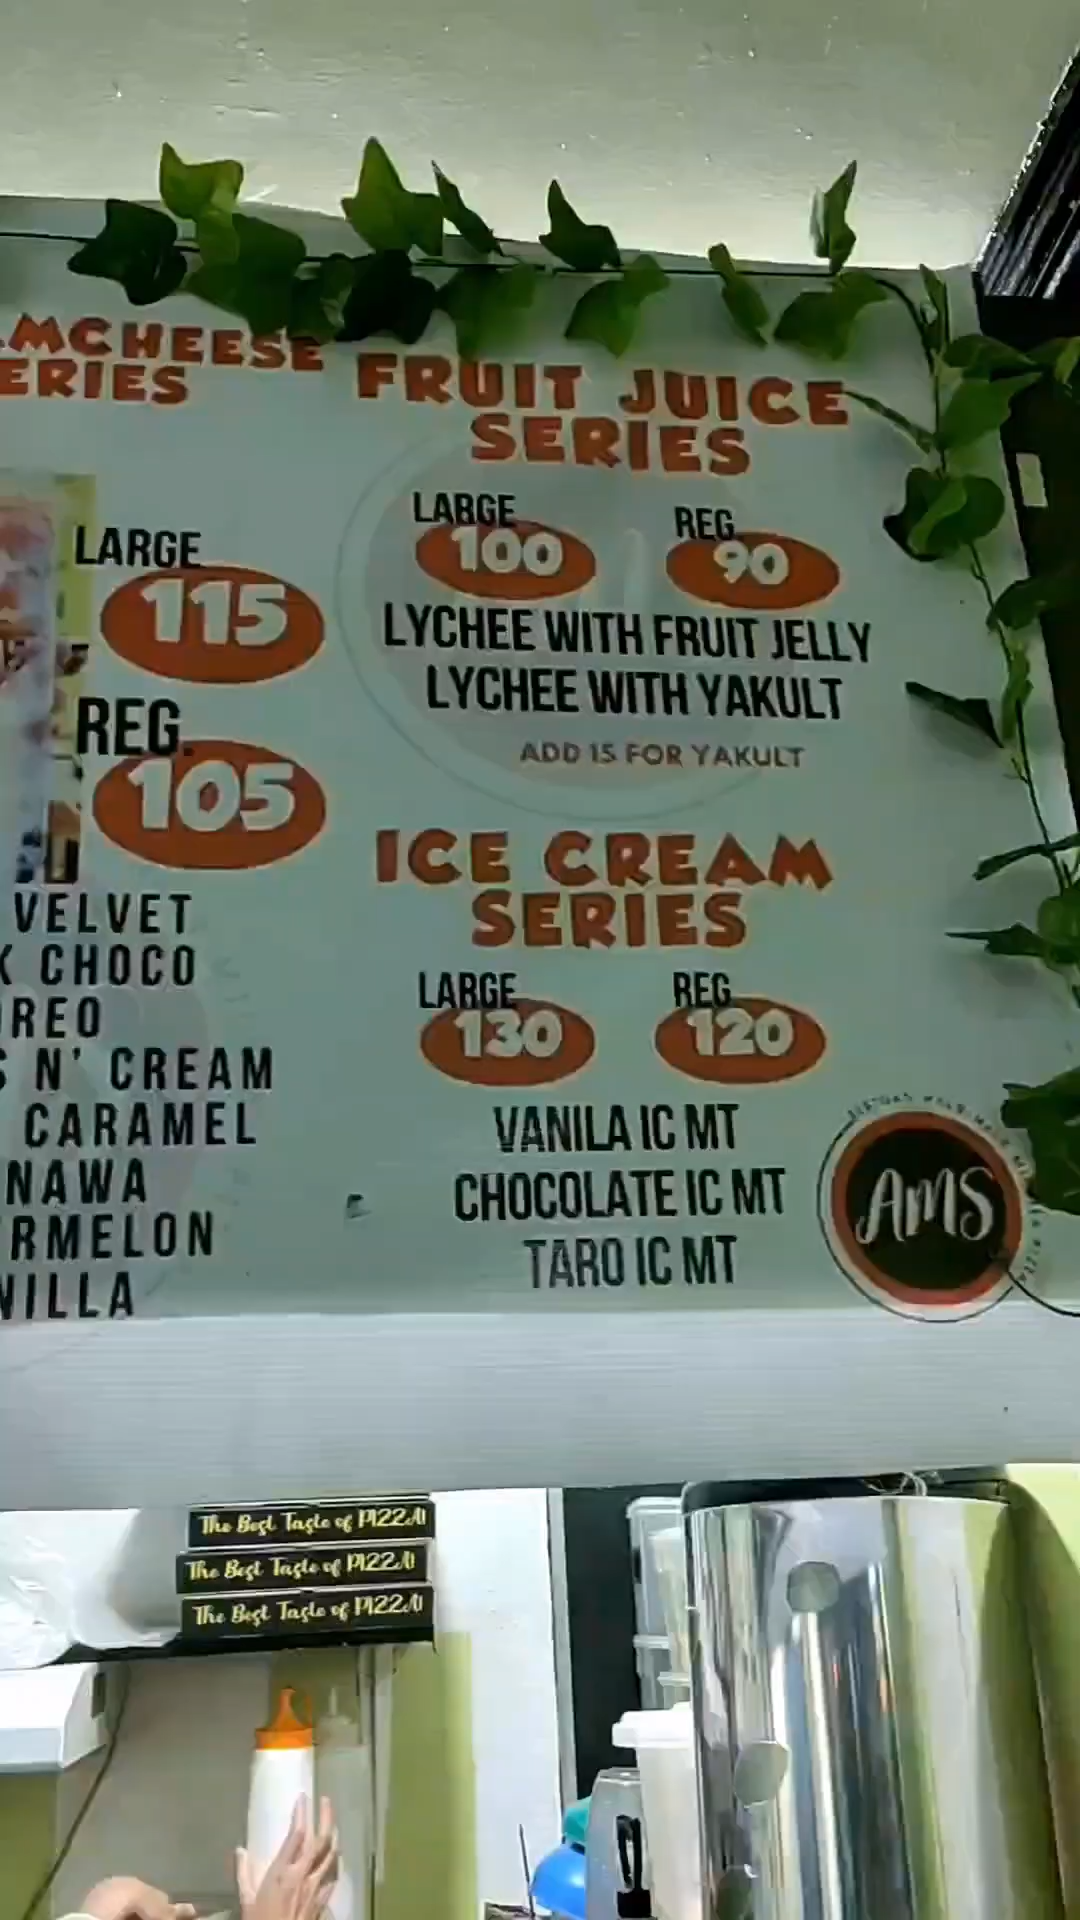 MCHEESE
ERIES
LARGE
115
REG.
105
VELVET
CHOCO
REO
N' CREAM
CARAMEL
NAWA
RMELON
NILLA
FRUIT JUICE
SERIES
LARGE
100
REG
90
LYCHEE WITH FRUIT JELLY
LYCHEE WITH YAKULT
ADD 15 FOR YAKULT
ICE CREAM
SERIES
LARGE
130
REG
120
VANILA IC MT
CHOCOLATE IC MT
TARO IC MT
AMS
The Best Taste of PIZZA!
The Best Taste of PIZZA!
The Best Taste of PIZZA!